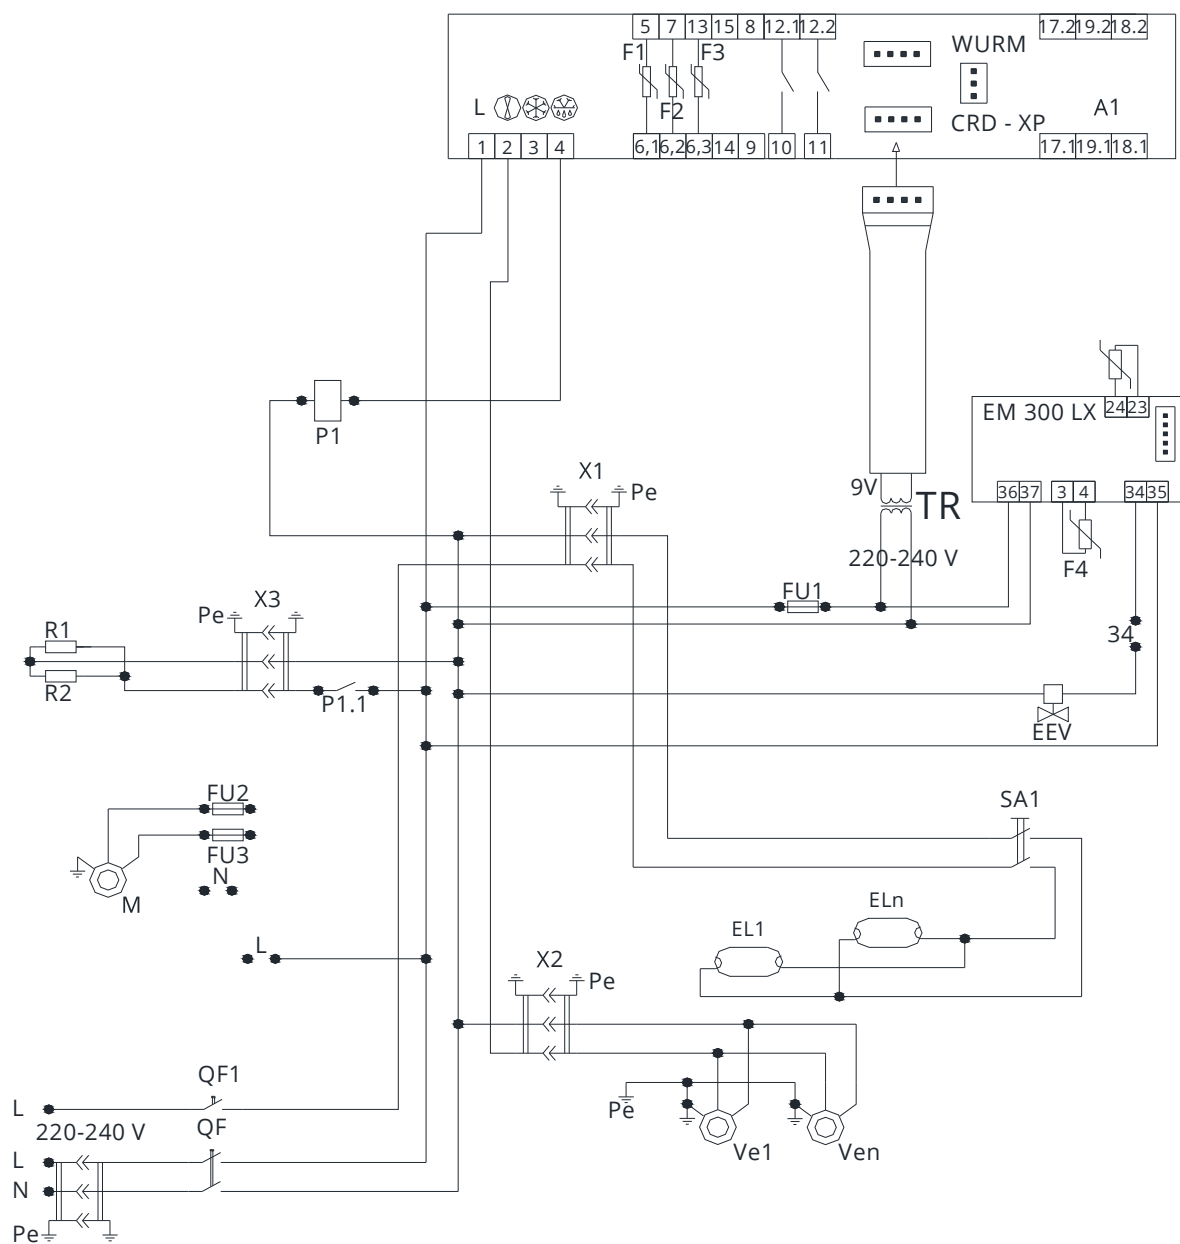 5 7 13 15 8 12.1 12.2
17.2 19.2 18.2
WURM
F1 F3
F2
L
CRD - XP
A1
1 2 3 4
6,1 6,2 6,3 14 9 10 11
17.1 19.1 18.1
P1
EM 300 LX
24 23
X1
Pe
9V
TR
36 37 3 4 34 35
220-240 V
F4
FU1
X3
Pe
R1
R2
P1.1
34
EEV
FU2
FU3
N
M
SA1
ELn
EL1
L
X2
Pe
QF1
L
220-240 V
QF
Pe
Ve1
Ven
L
N
Pe